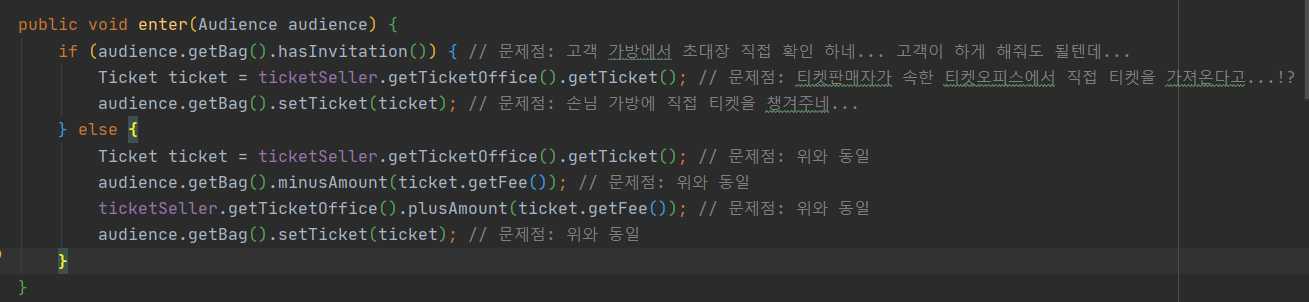 public void enter(Audience audience) {
if (audience.getBag().hasInvitation()) { // 문제점: 고객 가방에서 초대장 직접 확인 하네... 고객이 하게 해줘도 될텐데...
Ticket ticket = ticketSeller.getTicketOffice().getTicket(); // 문제점: 티켓판매자가 속한 티켓오피스에서 직접 티켓을 가져온다고...!?
audience.getBag().setTicket(ticket); // 문제점: 손님 가방에 직접 티켓을 챙겨주네...
} else {
Ticket ticket = ticketSeller.getTicketOffice().getTicket(); // 문제점: 위와 동일
audience.getBag().minusAmount(ticket.getFee()); // 문제점: 위와 동일
ticketSeller.getTicketOffice().plusAmount(ticket.getFee()); // 문제점: 위와 동일
audience.getBag().setTicket(ticket); // 문제점: 위와 동일
}
}